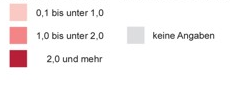 0,1 bis unter 1,0
1,0 bis unter 2,0
keine Angaben
2,0 und mehr